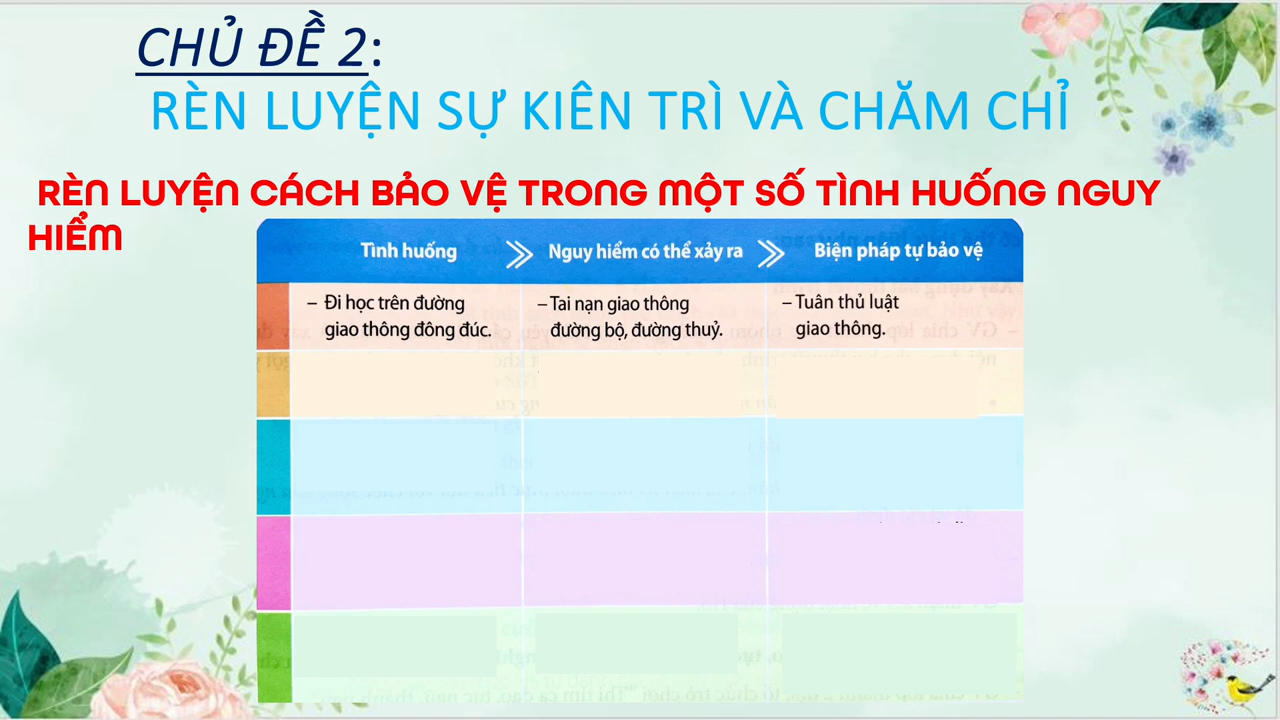 CHỦ ĐỀ 2:
RÈN LUYỆN SỰ KIÊN TRÌ VÀ CHĂM CHỈ
RÈN LUYỆN CÁCH BẢO VỆ TRONG MỘT SỐ TÌNH HUỐNG NGUY
HIỂM
Tình huống
Nguy hiểm có thể xảy ra
Biện pháp tự bảo vệ
– Đi học trên đường
giao thông đông đúc.
– Tai nạn giao thông
đường bộ, đường thuỷ.
– Tuân thủ luật
giao thông.